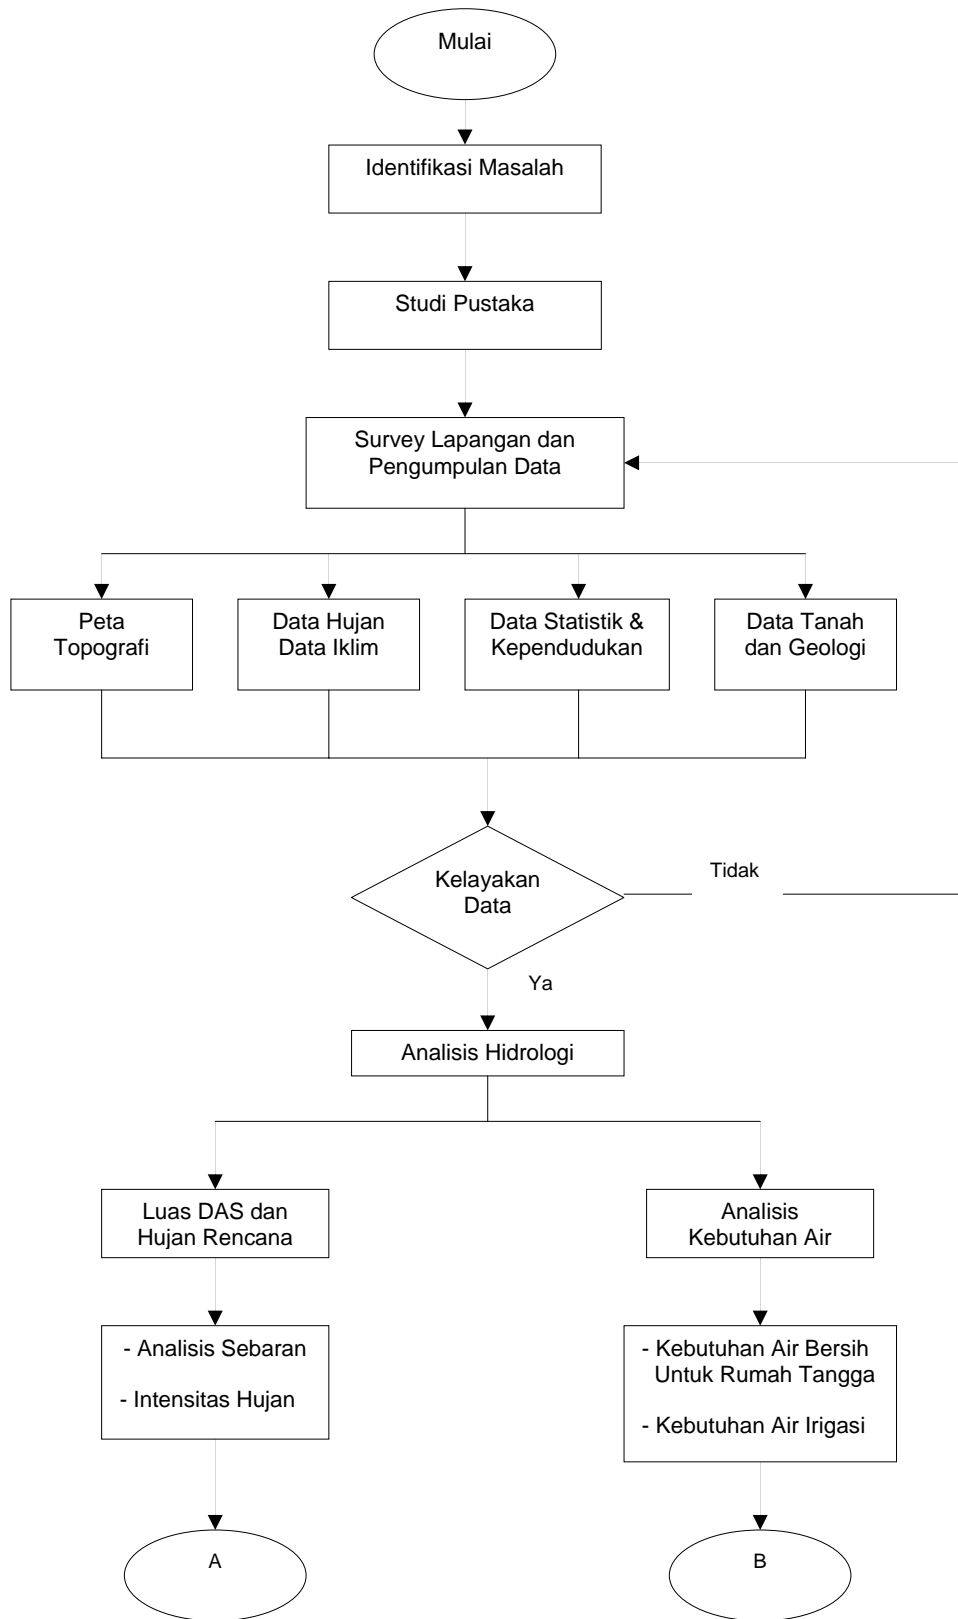 Mulai
Identifikasi Masalah
Studi Pustaka
Survey Lapangan dan
Pengumpulan Data
Peta
Topografi
Data Hujan
Data Iklim
Data Statistik &
Kependudukan
Data Tanah
dan Geologi
Kelayakan
Data
Tidak
Ya
Analisis Hidrologi
Luas DAS dan
Hujan Rencana
Analisis
Kebutuhan Air
- Analisis Sebaran
- Intensitas Hujan
- Kebutuhan Air Bersih
Untuk Rumah Tangga
- Kebutuhan Air Irigasi
A
B